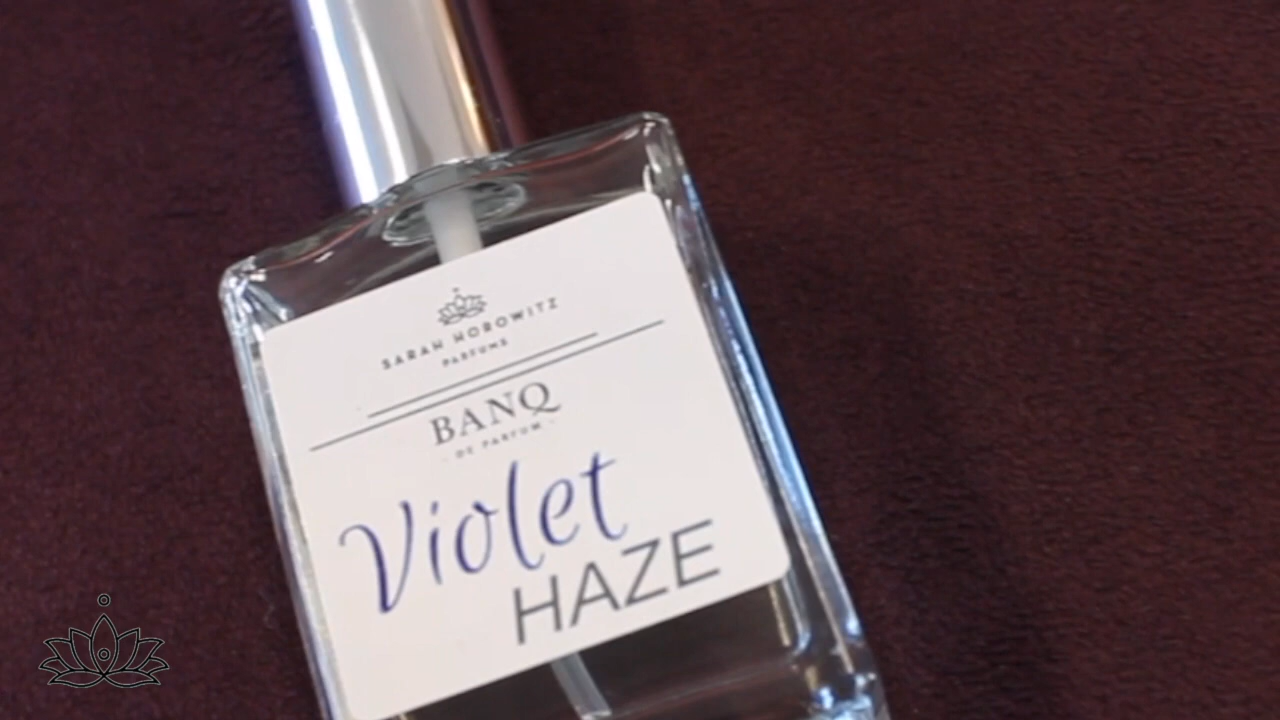 SARAH HOROWITZ
PARFUMS
BANQ
- DE PARFUM -
Violet
HAZE